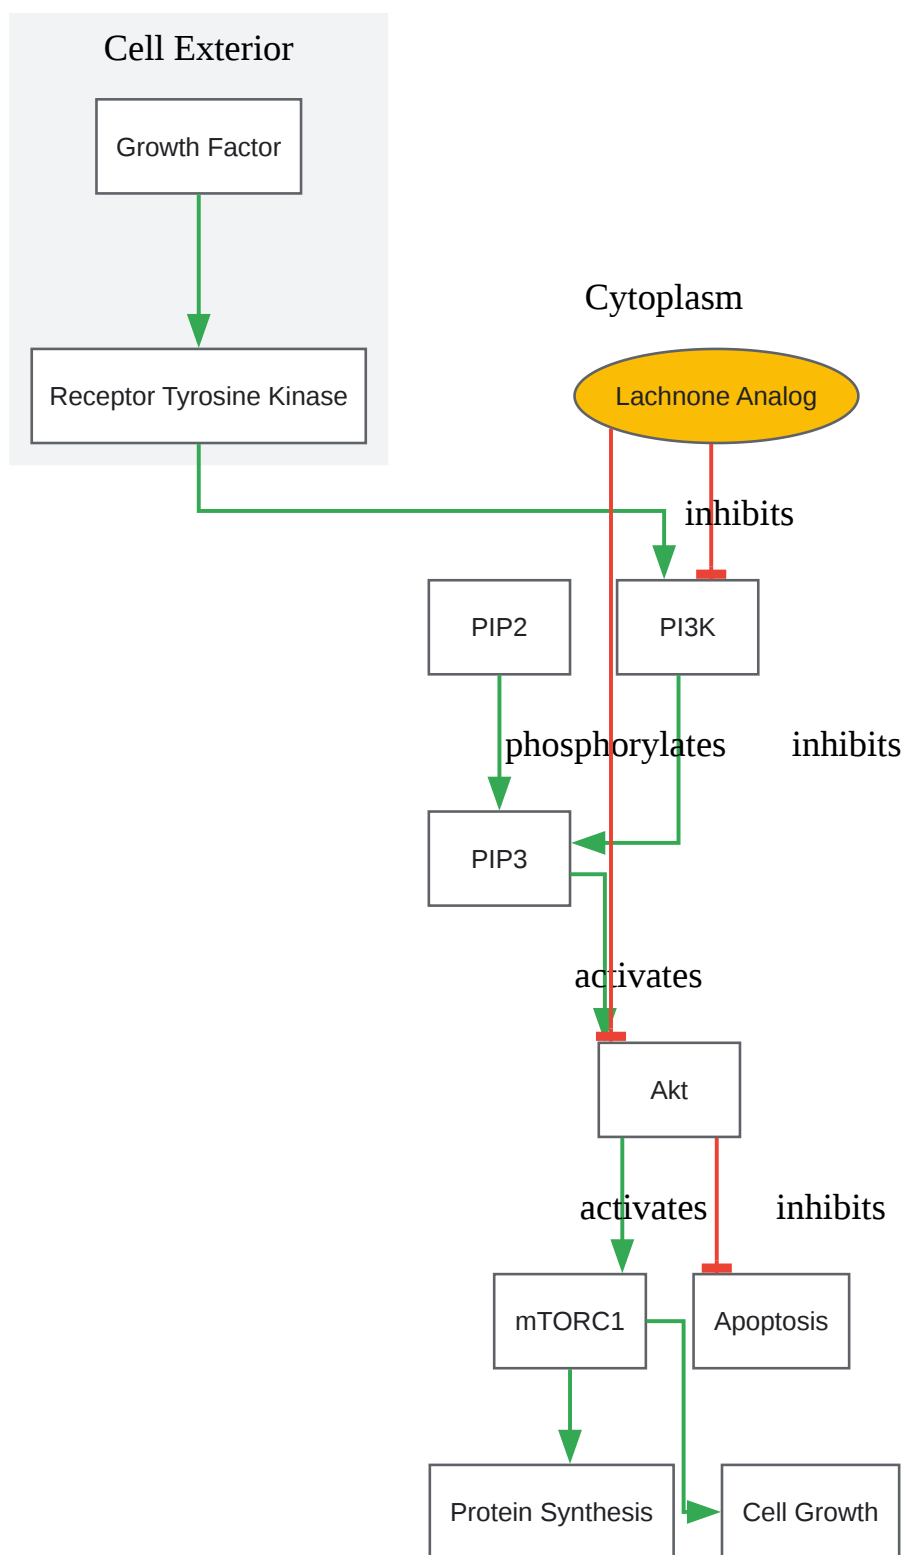 Cell Exterior
Growth Factor
Cytoplasm
Receptor Tyrosine Kinase
Lachnone Analog
inhibits
PIP2
PI3K
phosphorylates
inhibits
PIP3
activates
Akt
activates
inhibits
mTORC1
Apoptosis
Protein Synthesis
Cell Growth